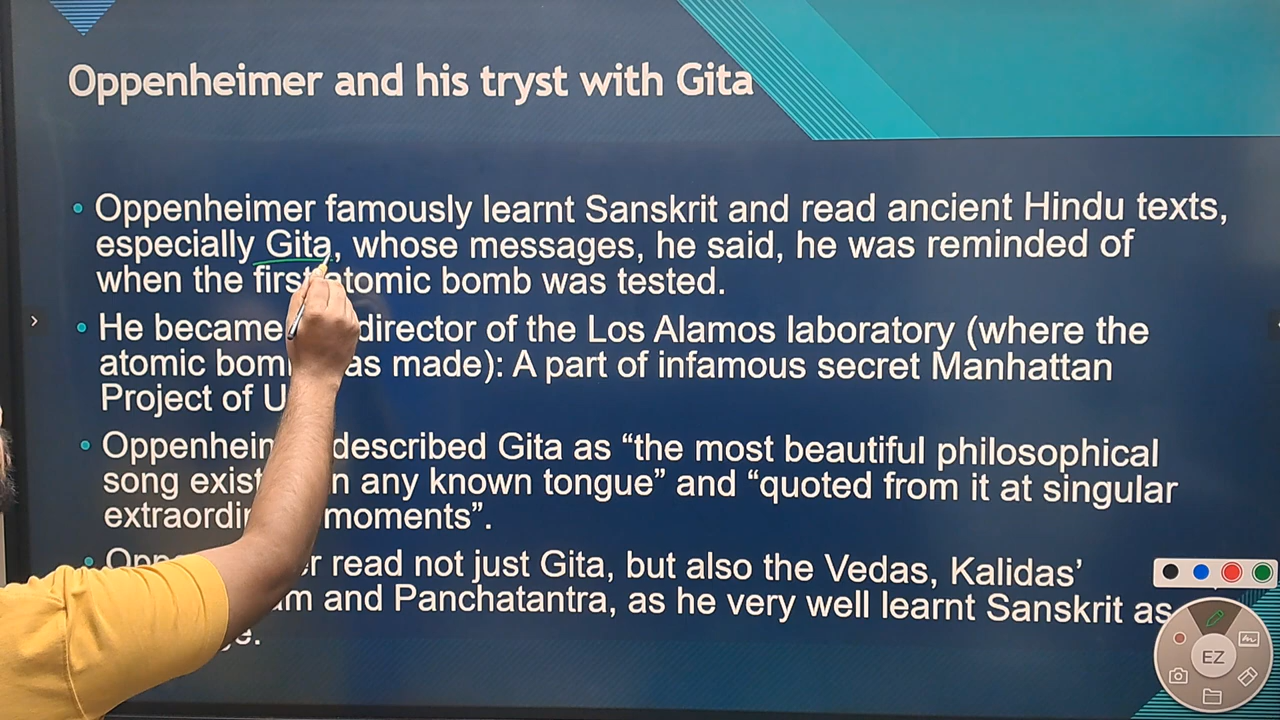 Oppenheimer and his tryst with Gita
Oppenheimer famously learnt Sanskrit and read ancient Hindu texts,
especially Gita, whose messages, he said, he was reminded of
when the first atomic bomb was tested.
He became director of the Los Alamos laboratory (where the
atomic made): A part of infamous secret Manhattan
Project of
described Gita as “the most beautiful philosophical
song any known tongue” and “quoted from it at singular
moments”.
read not just Gita, but also the Vedas, Kalidas’
and Panchatantra, as he very well learnt Sanskrit as
EZ